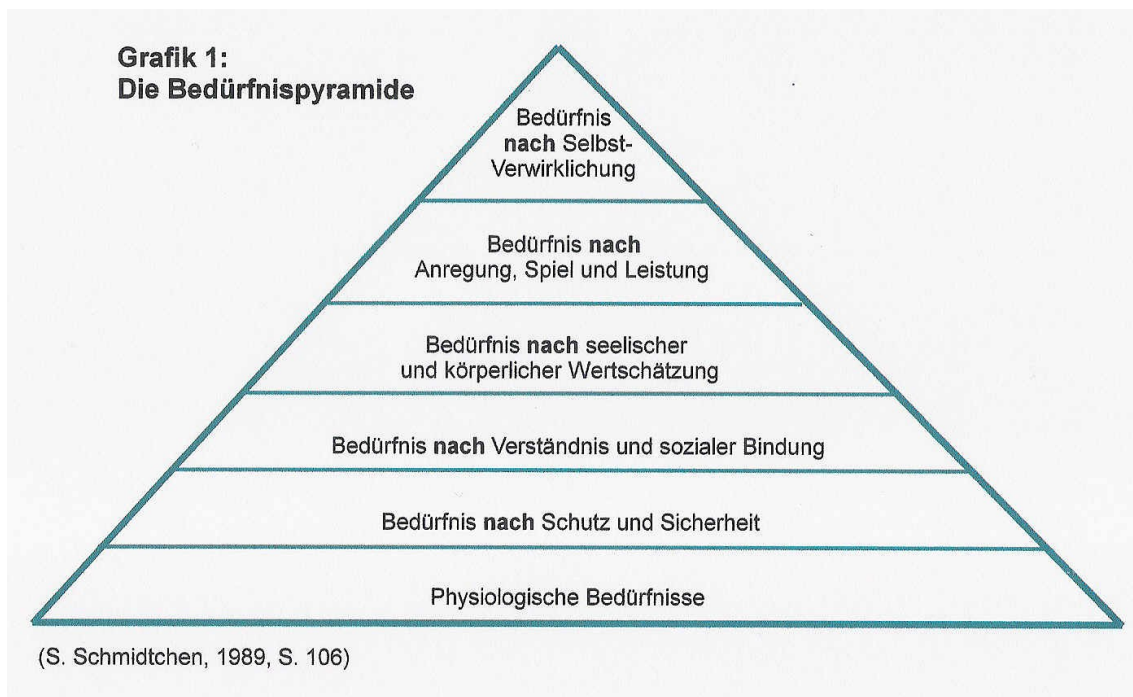 Grafik 1:
Die Bedürfnispyramide
Bedürfnis
nach Selbst-
Verwirklichung
Bedürfnis nach
Anregung, Spiel und Leistung
Bedürfnis nach seelischer
und körperlicher Wertschätzung
Bedürfnis nach Verständnis und sozialer Bindung
Bedürfnis nach Schutz und Sicherheit
Physiologische Bedürfnisse
(S. Schmidtchen, 1989, S. 106)